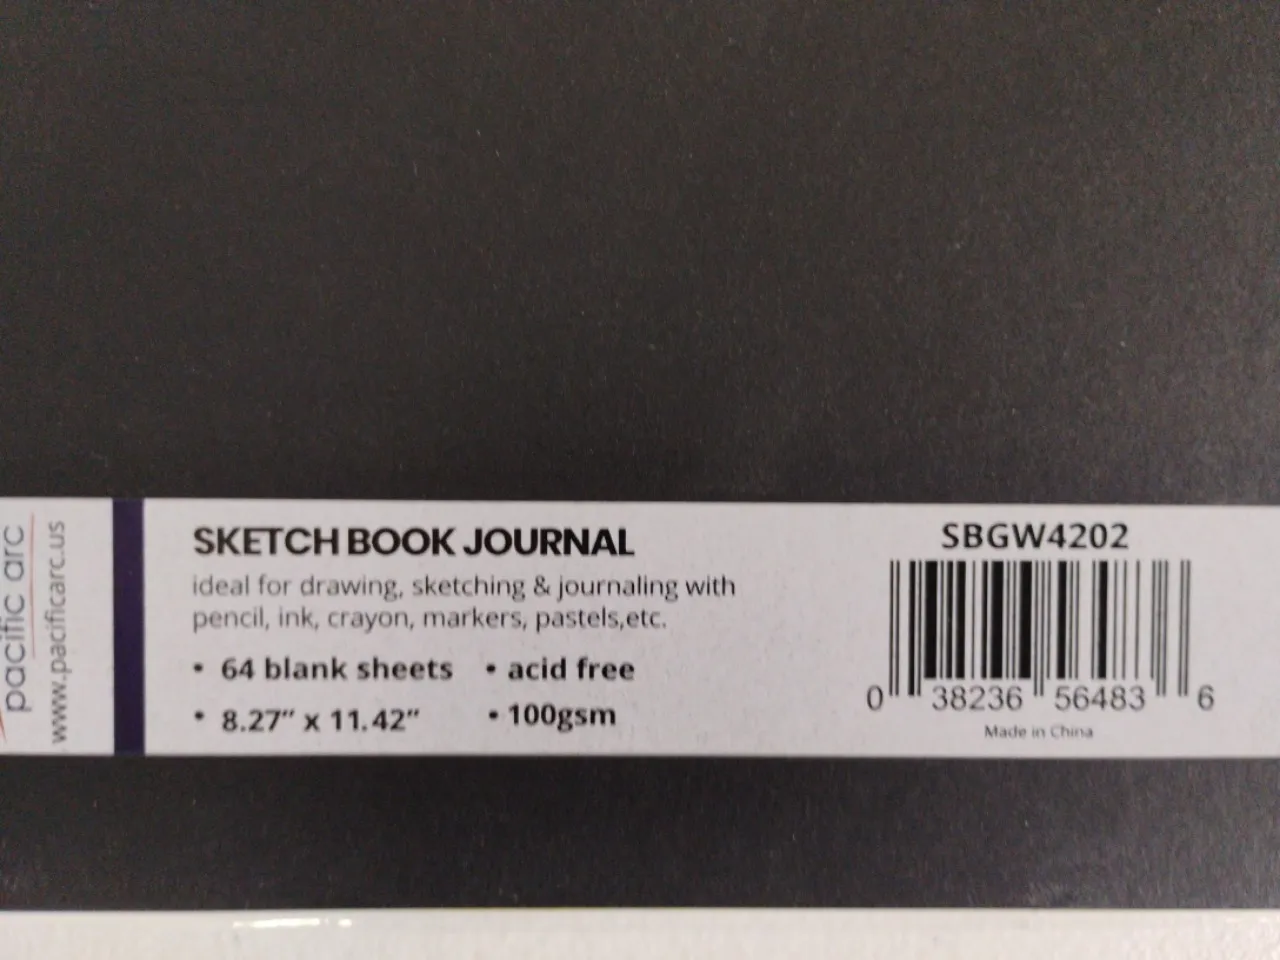 pacific arc
www.pacificarc.us
SKETCH BOOK JOURNAL
ideal for drawing, sketching & journaling with
pencil, ink, crayon, markers, pastels,etc.
• 64 blank sheets • acid free
• 8.27" x 11.42" • 100gsm
SBGW4202
0 38236 56483 6
Made in China